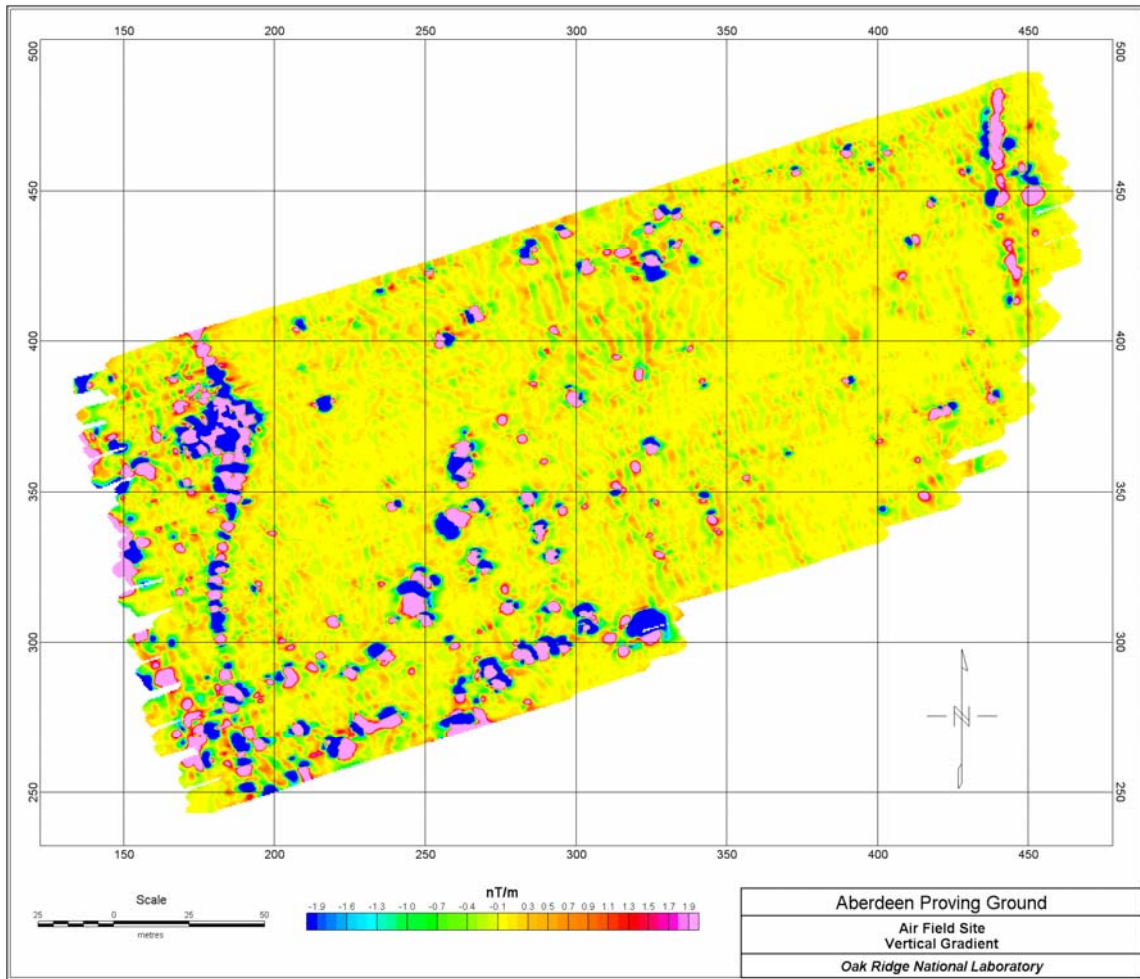 150 200 250 300 350 400 450
500 500
450 450
400 400
350 350
300 300
N
250 250
150 200 250 300 350 400 450
Scale
25 0 25 50
metres
nT/m
-1.9 -1.6 -1.3 -1.0 -0.7 -0.4 -0.1 0.3 0.5 0.7 0.9 1.1 1.3 1.5 1.7 1.9
Aberdeen Proving Ground
Air Field Site
Vertical Gradient
Oak Ridge National Laboratory